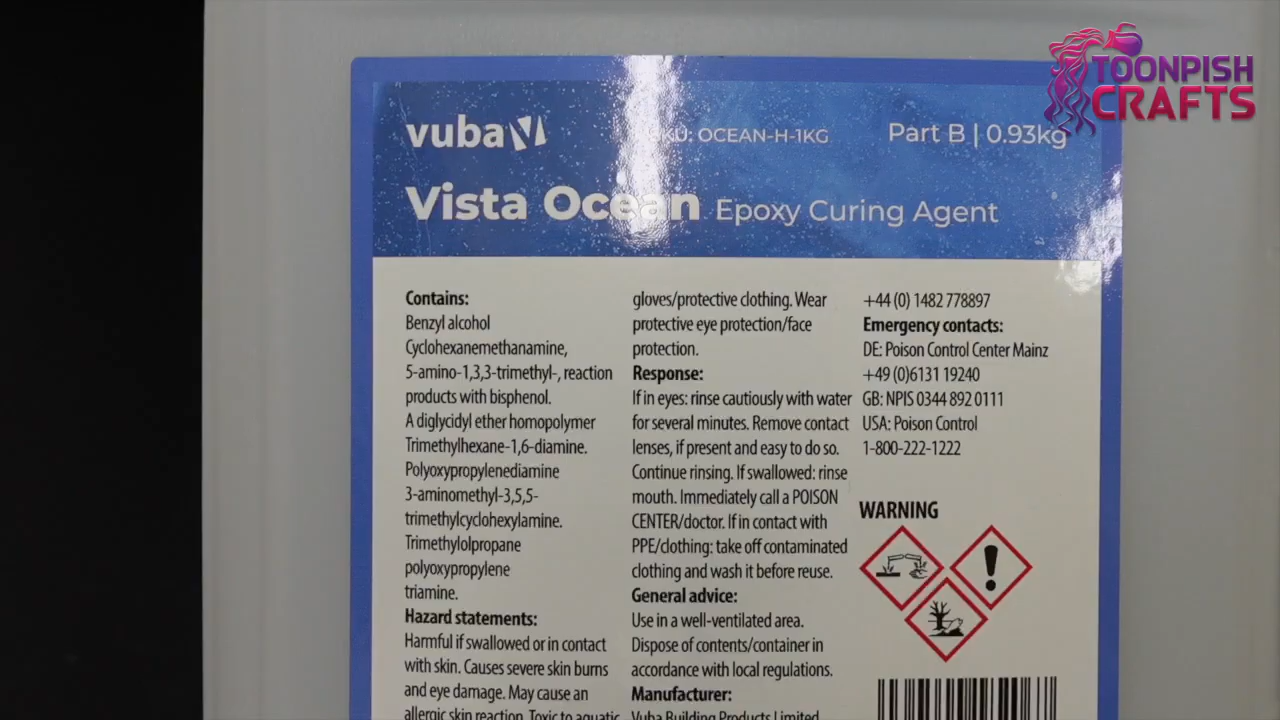 TOONPISH
CRAFTS
vuba
KU: OCEAN-H-1KG
Part B | 0.93kg
Vista Ocean Epoxy Curing Agent
Contains:
Benzyl alcohol
Cyclohexanemethanamine,
5-amino-1,3,3-trimethyl-, reaction
products with bisphenol.
A diglycidyl ether homopolymer
Trimethylhexane-1,6-diamine.
Polyoxypropylenediamine
3-aminomethyl-3,5,5-
trimethylcyclohexylamine.
Trimethylolpropane
polyoxypropylene
triamine.
Hazard statements:
Harmful if swallowed or in contact
with skin. Causes severe skin burns
and eye damage. May cause an
allergic skin reaction. Toxic to aquatic
gloves/protective clothing. Wear
protective eye protection/face
protection.
Response:
If in eyes: rinse cautiously with water
for several minutes. Remove contact
lenses, if present and easy to do so.
Continue rinsing. If swallowed: rinse
mouth. Immediately call a POISON
CENTER/doctor. If in contact with
PPE/clothing: take off contaminated
clothing and wash it before reuse.
General advice:
Use in a well-ventilated area.
Dispose of contents/container in
accordance with local regulations.
Manufacturer:
Vuba Building Products Limited
+44 (0) 1482 778897
Emergency contacts:
DE: Poison Control Center Mainz
+49 (0)6131 19240
GB: NPIS 0344 892 0111
USA: Poison Control
1-800-222-1222
WARNING